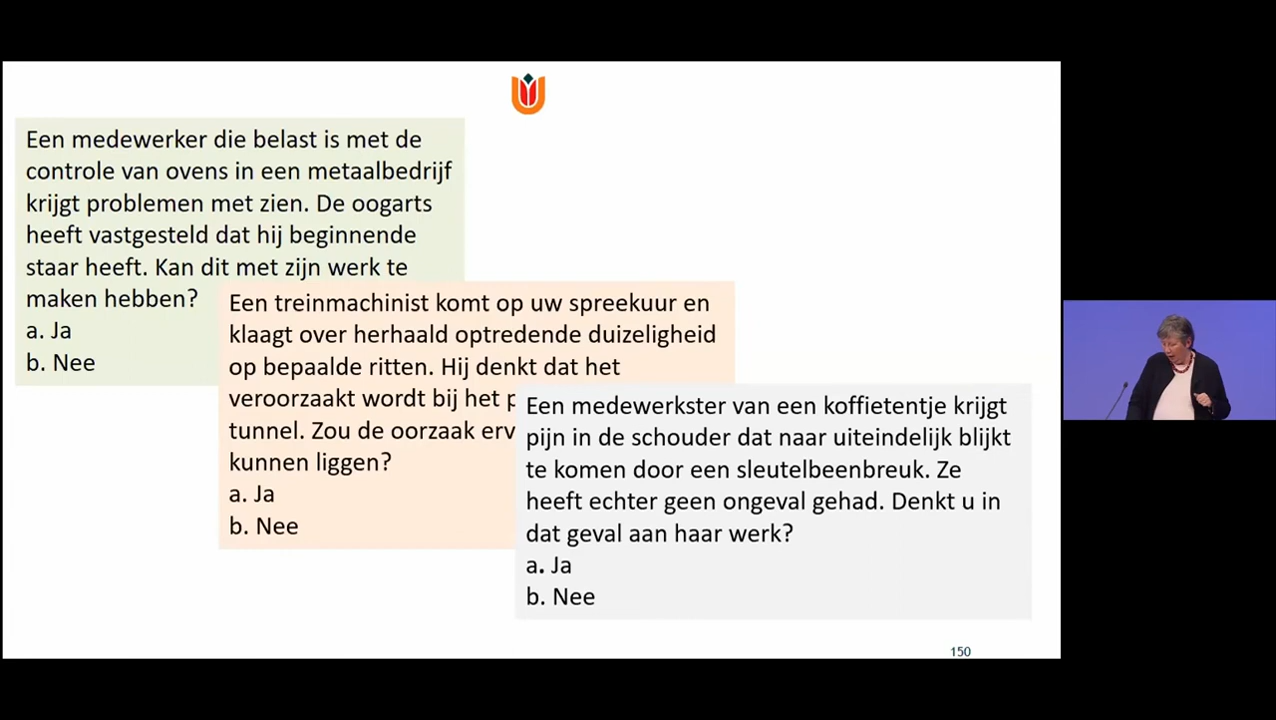 Een medewerker die belast is met de
controle van ovens in een metaalbedrijf
krijgt problemen met zien. De oogarts
heeft vastgesteld dat hij beginnende
staar heeft. Kan dit met zijn werk te
maken hebben?
a. Ja
b. Nee
Een treinmachinist komt op uw spreekuur en
klaagt over herhaald optredende duizeligheid
op bepaalde ritten. Hij denkt dat het
veroorzaakt wordt bij het
tunnel. Zou de oorzaak
kunnen liggen?
a. Ja
b. Nee
Een medewerkster van een koffietentje krijgt
pijn in de schouder dat naar uiteindelijk blijkt
te komen door een sleutelbeenbreuk. Ze
heeft echter geen ongeval gehad. Denkt u in
dat geval aan haar werk?
a. Ja
b. Nee
150